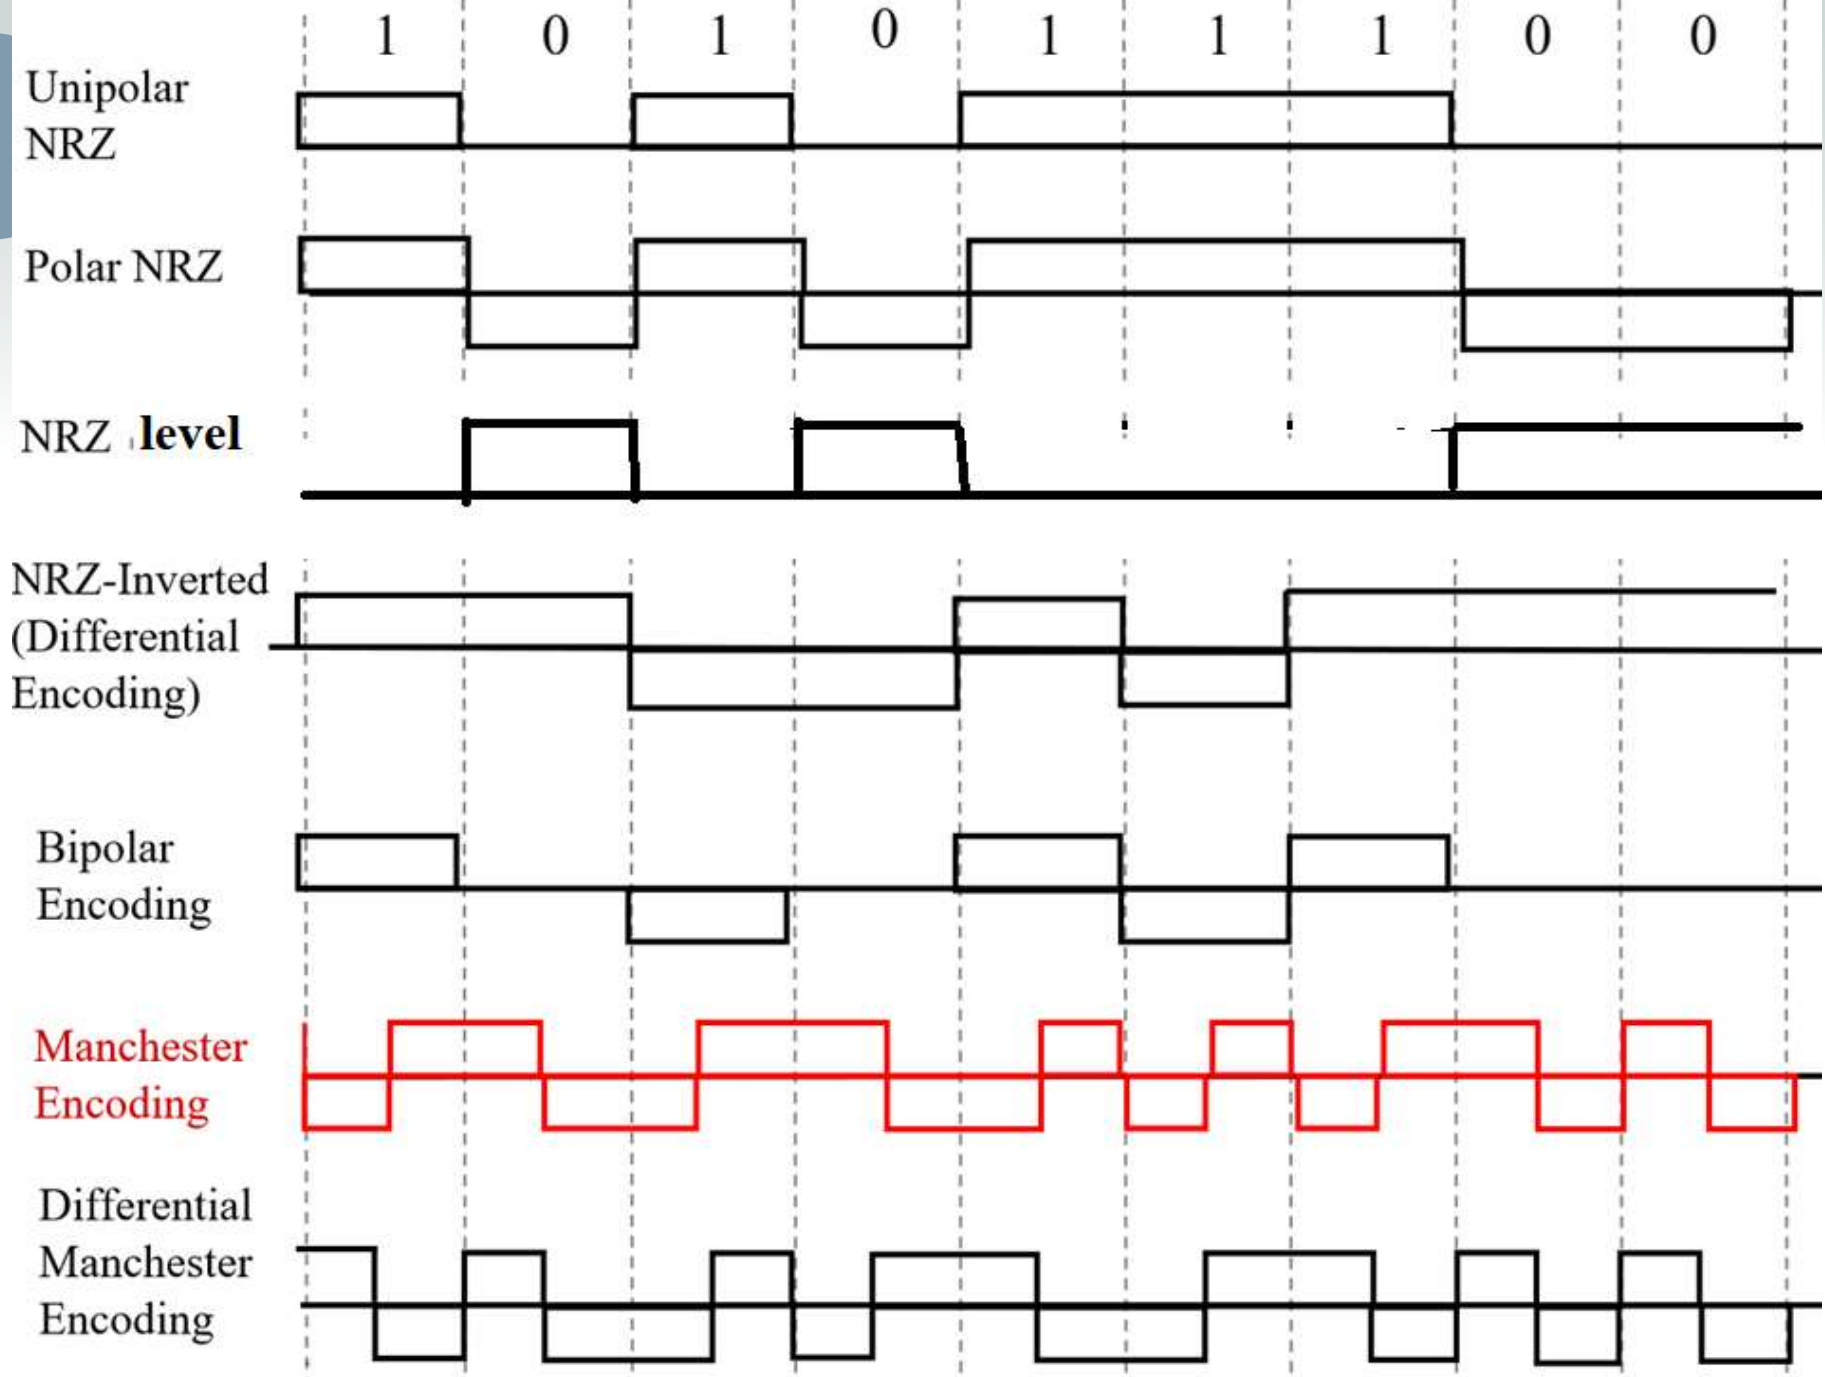 1 0 1 0 1 1 1 0 0
Unipolar
NRZ
Polar NRZ
NRZ level
NRZ-Inverted
(Differential
Encoding)
Bipolar
Encoding
Manchester
Encoding
Differential
Manchester
Encoding